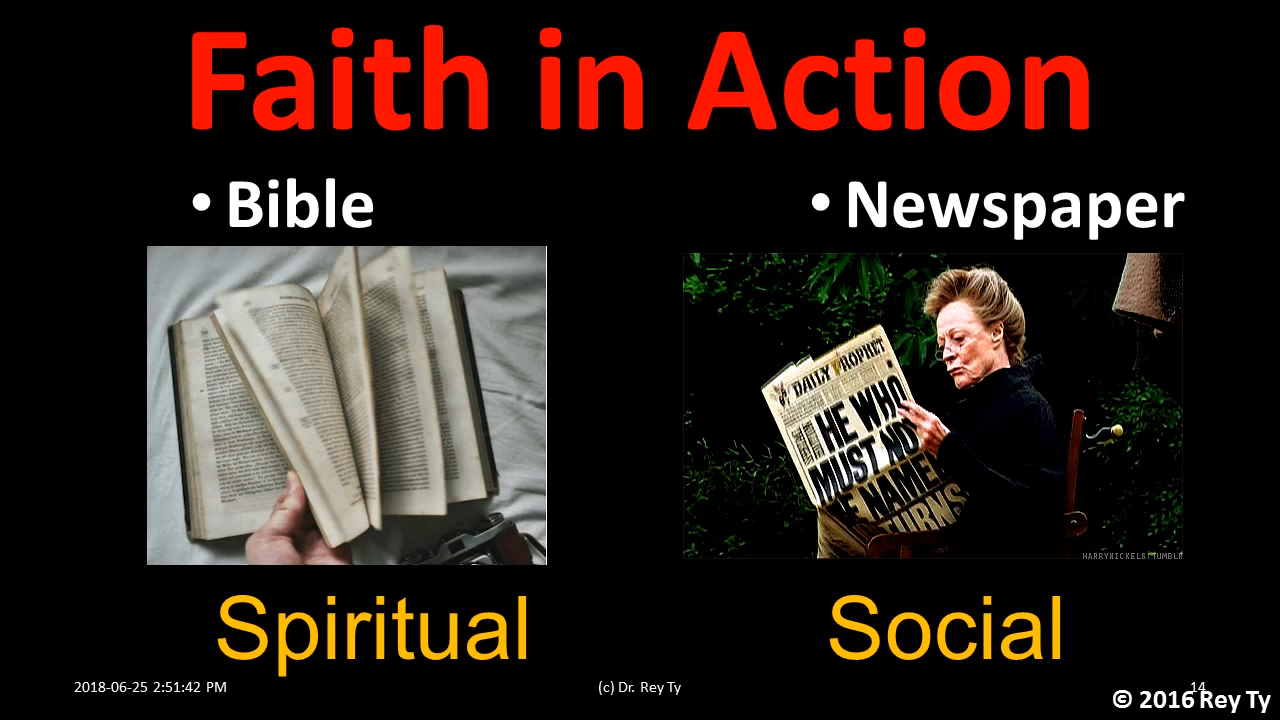 Faith in Action
• Bible
• Newspaper
DAILY PROPHET
HE WHO
MUST NO
E NAME
TURNS
HARRYNICKELS|TUMBLR
Spiritual
Social
2018-06-25 2:51:42 PM
(c) Dr. Rey Ty
14
© 2016 Rey Ty